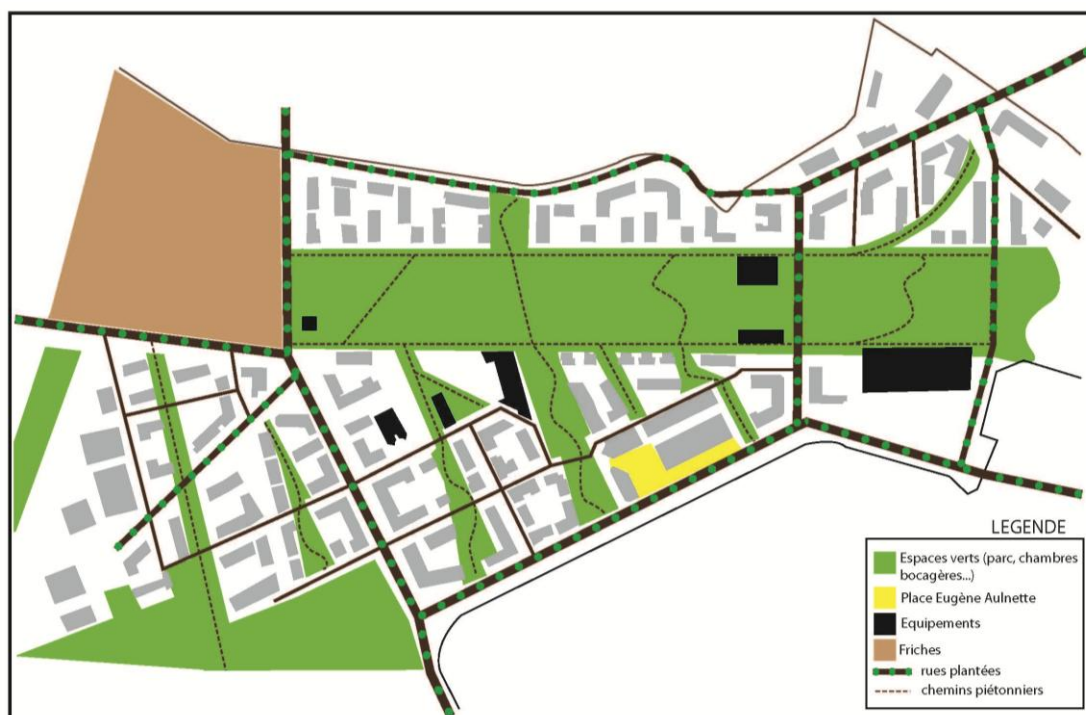 LEGENDE
Espaces verts (parc, chambres
bocagères...)
Place Eugène Aulnette
Equipements
Friches
rues plantées
chemins piétonniers